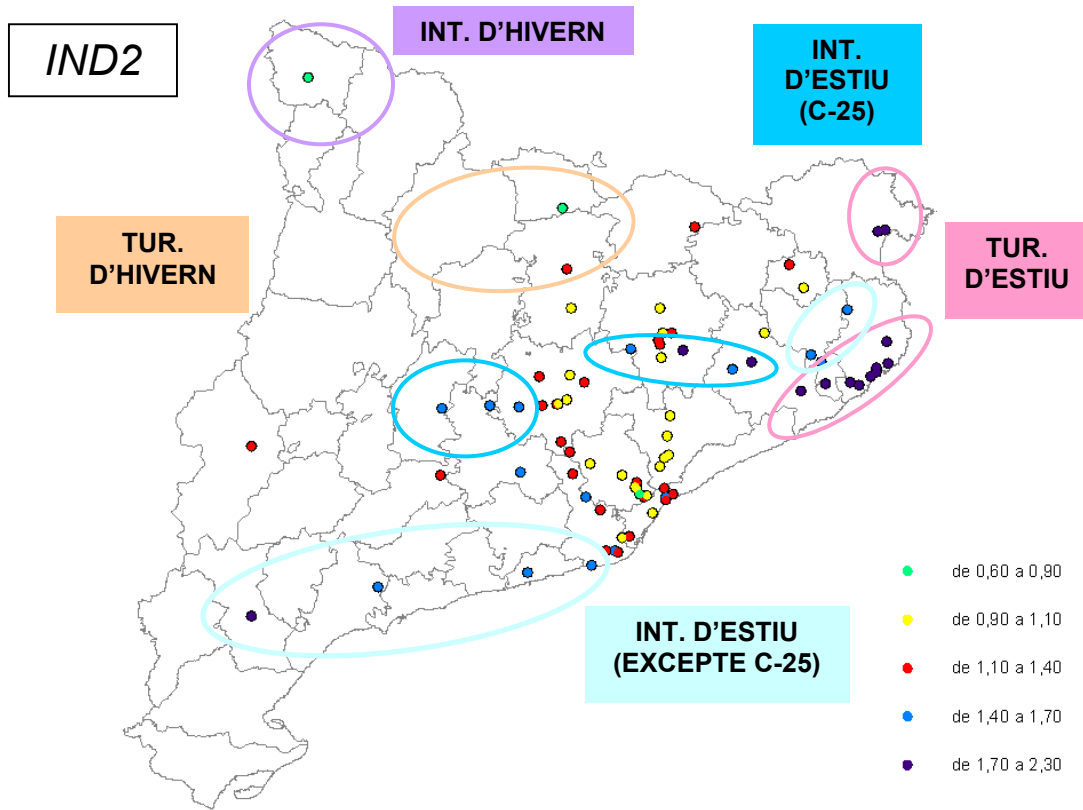 IND2
INT. D’HIVERN
INT.
D’ESTIU
(C-25)
TUR.
D’HIVERN
TUR.
D’ESTIU
INT. D’ESTIU
(EXCEPTE C-25)
de 0,60 a 0,90
de 0,90 a 1,10
de 1,10 a 1,40
de 1,40 a 1,70
de 1,70 a 2,30